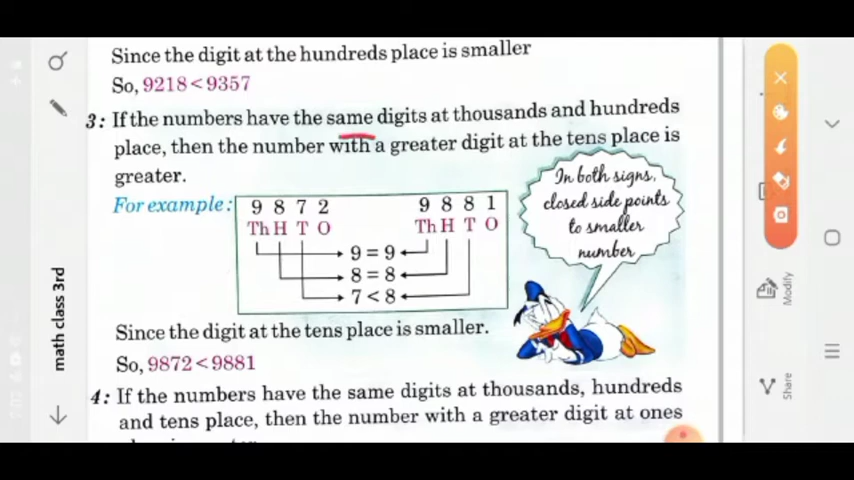 Since the digit at the hundreds place is smaller
So, 9218 < 9357
3: If the numbers have the same digits at thousands and hundreds
place, then the number with a greater digit at the tens place is
greater.
For example: 9 8 7 2 9 8 8 1
Th H T O Th H T O
9 = 9
8 = 8
7 < 8
In both signs,
closed side points
to smaller
number
Since the digit at the tens place is smaller.
So, 9872 < 9881
4: If the numbers have the same digits at thousands, hundreds
and tens place, then the number with a greater digit at ones
math class 3rd
Modify
Share